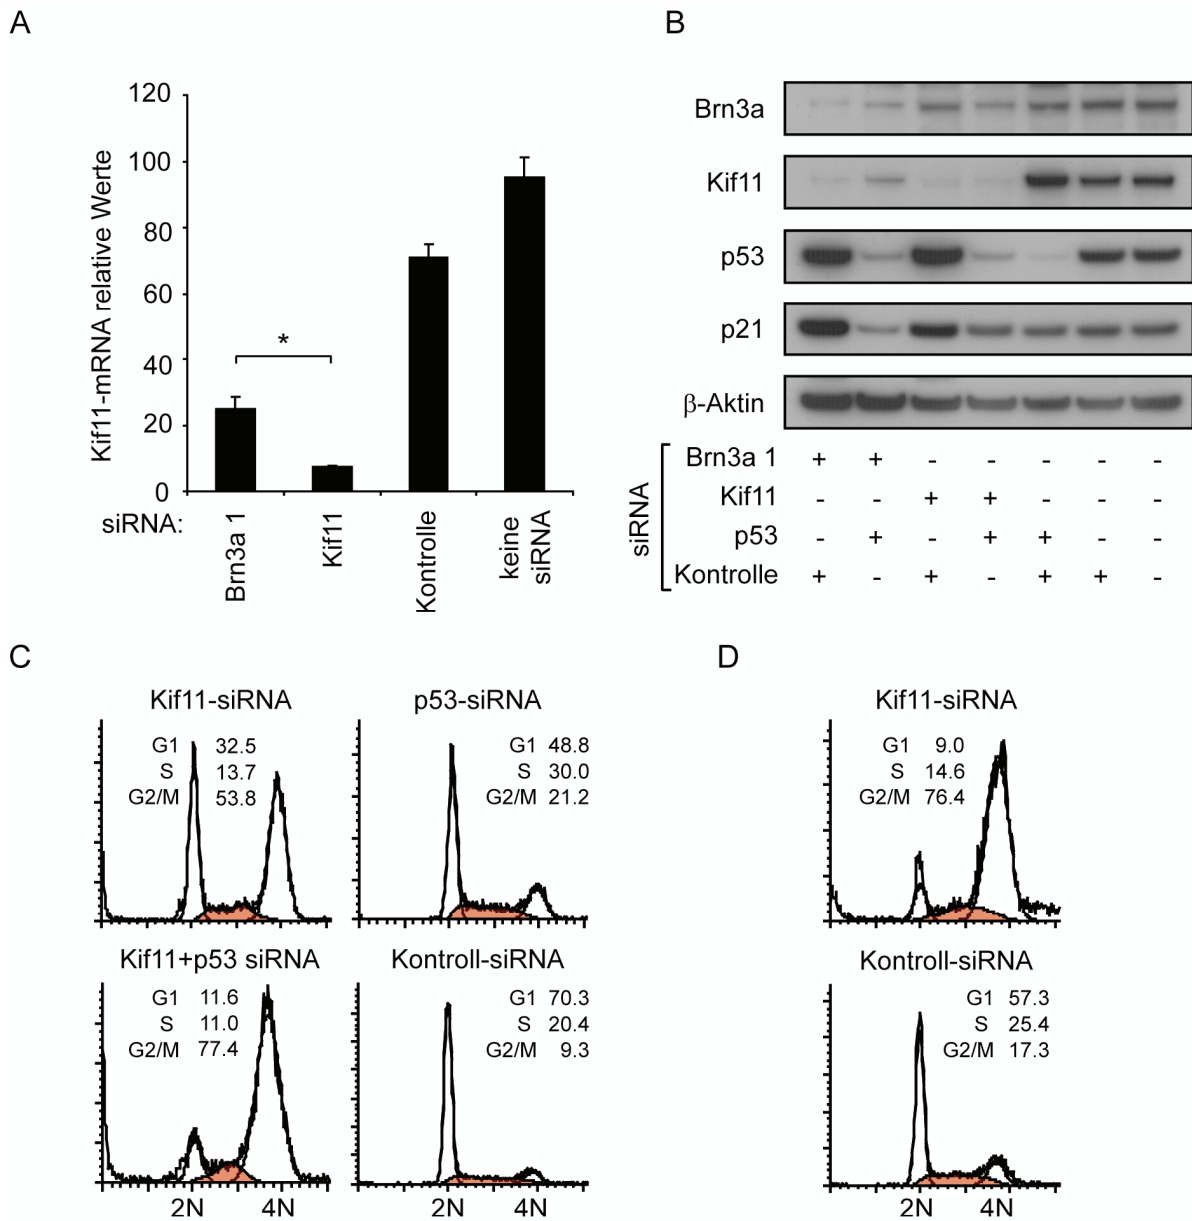 A
Kif11-mRNA relative Werte
120
100
80
60
40
20
0
*
siRNA:
Brn3a 1
Kif11
Kontrolle
keine
siRNA
B
Brn3a
Kif11
p53
p21
β-Aktin
siRNA
Brn3a 1 + + - - - - -
Kif11 - - + + - - -
p53 - + - + + - -
Kontrolle + - + - + + -
C
Kif11-siRNA
G1 32.5
S 13.7
G2/M 53.8
p53-siRNA
G1 48.8
S 30.0
G2/M 21.2
Kif11+p53 siRNA
G1 11.6
S 11.0
G2/M 77.4
2N 4N
Kontroll-siRNA
G1 70.3
S 20.4
G2/M 9.3
2N 4N
D
Kif11-siRNA
G1 9.0
S 14.6
G2/M 76.4
Kontroll-siRNA
G1 57.3
S 25.4
G2/M 17.3
2N 4N